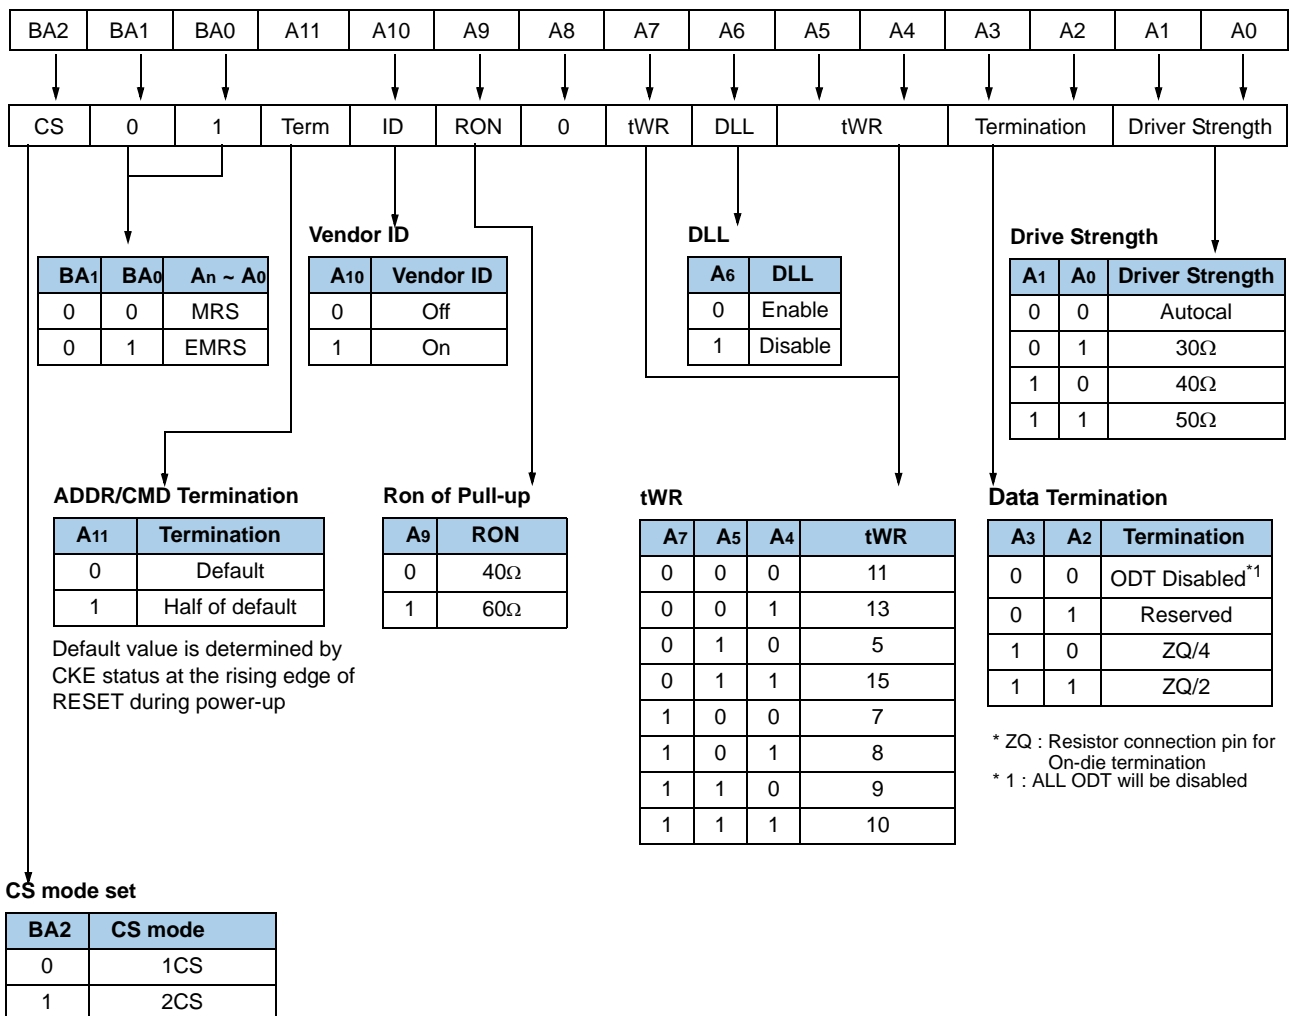 BA2 BA1 BA0 A11 A10 A9 A8 A7 A6 A5 A4 A3 A2 A1 A0
CS 0 1 Term ID RON 0 tWR DLL tWR Termination Driver Strength
BA1 BA0 An ~ A0
0 0 MRS
0 1 EMRS
Vendor ID
A10 Vendor ID
0 Off
1 On
DLL
A6 DLL
0 Enable
1 Disable
Drive Strength
A1 A0 Driver Strength
0 0 Autocal
0 1 30Ω
1 0 40Ω
1 1 50Ω
ADDR/CMD Termination
A11 Termination
0 Default
1 Half of default
Default value is determined by
CKE status at the rising edge of
RESET during power-up
Ron of Pull-up
A9 RON
0 40Ω
1 60Ω
tWR
A7 A5 A4 tWR
0 0 0 11
0 0 1 13
0 1 0 5
0 1 1 15
1 0 0 7
1 0 1 8
1 1 0 9
1 1 1 10
Data Termination
A3 A2 Termination
0 0 ODT Disabled*1
0 1 Reserved
1 0 ZQ/4
1 1 ZQ/2
* ZQ : Resistor connection pin for
On-die termination
* 1 : ALL ODT will be disabled
CS mode set
BA2 CS mode
0 1CS
1 2CS